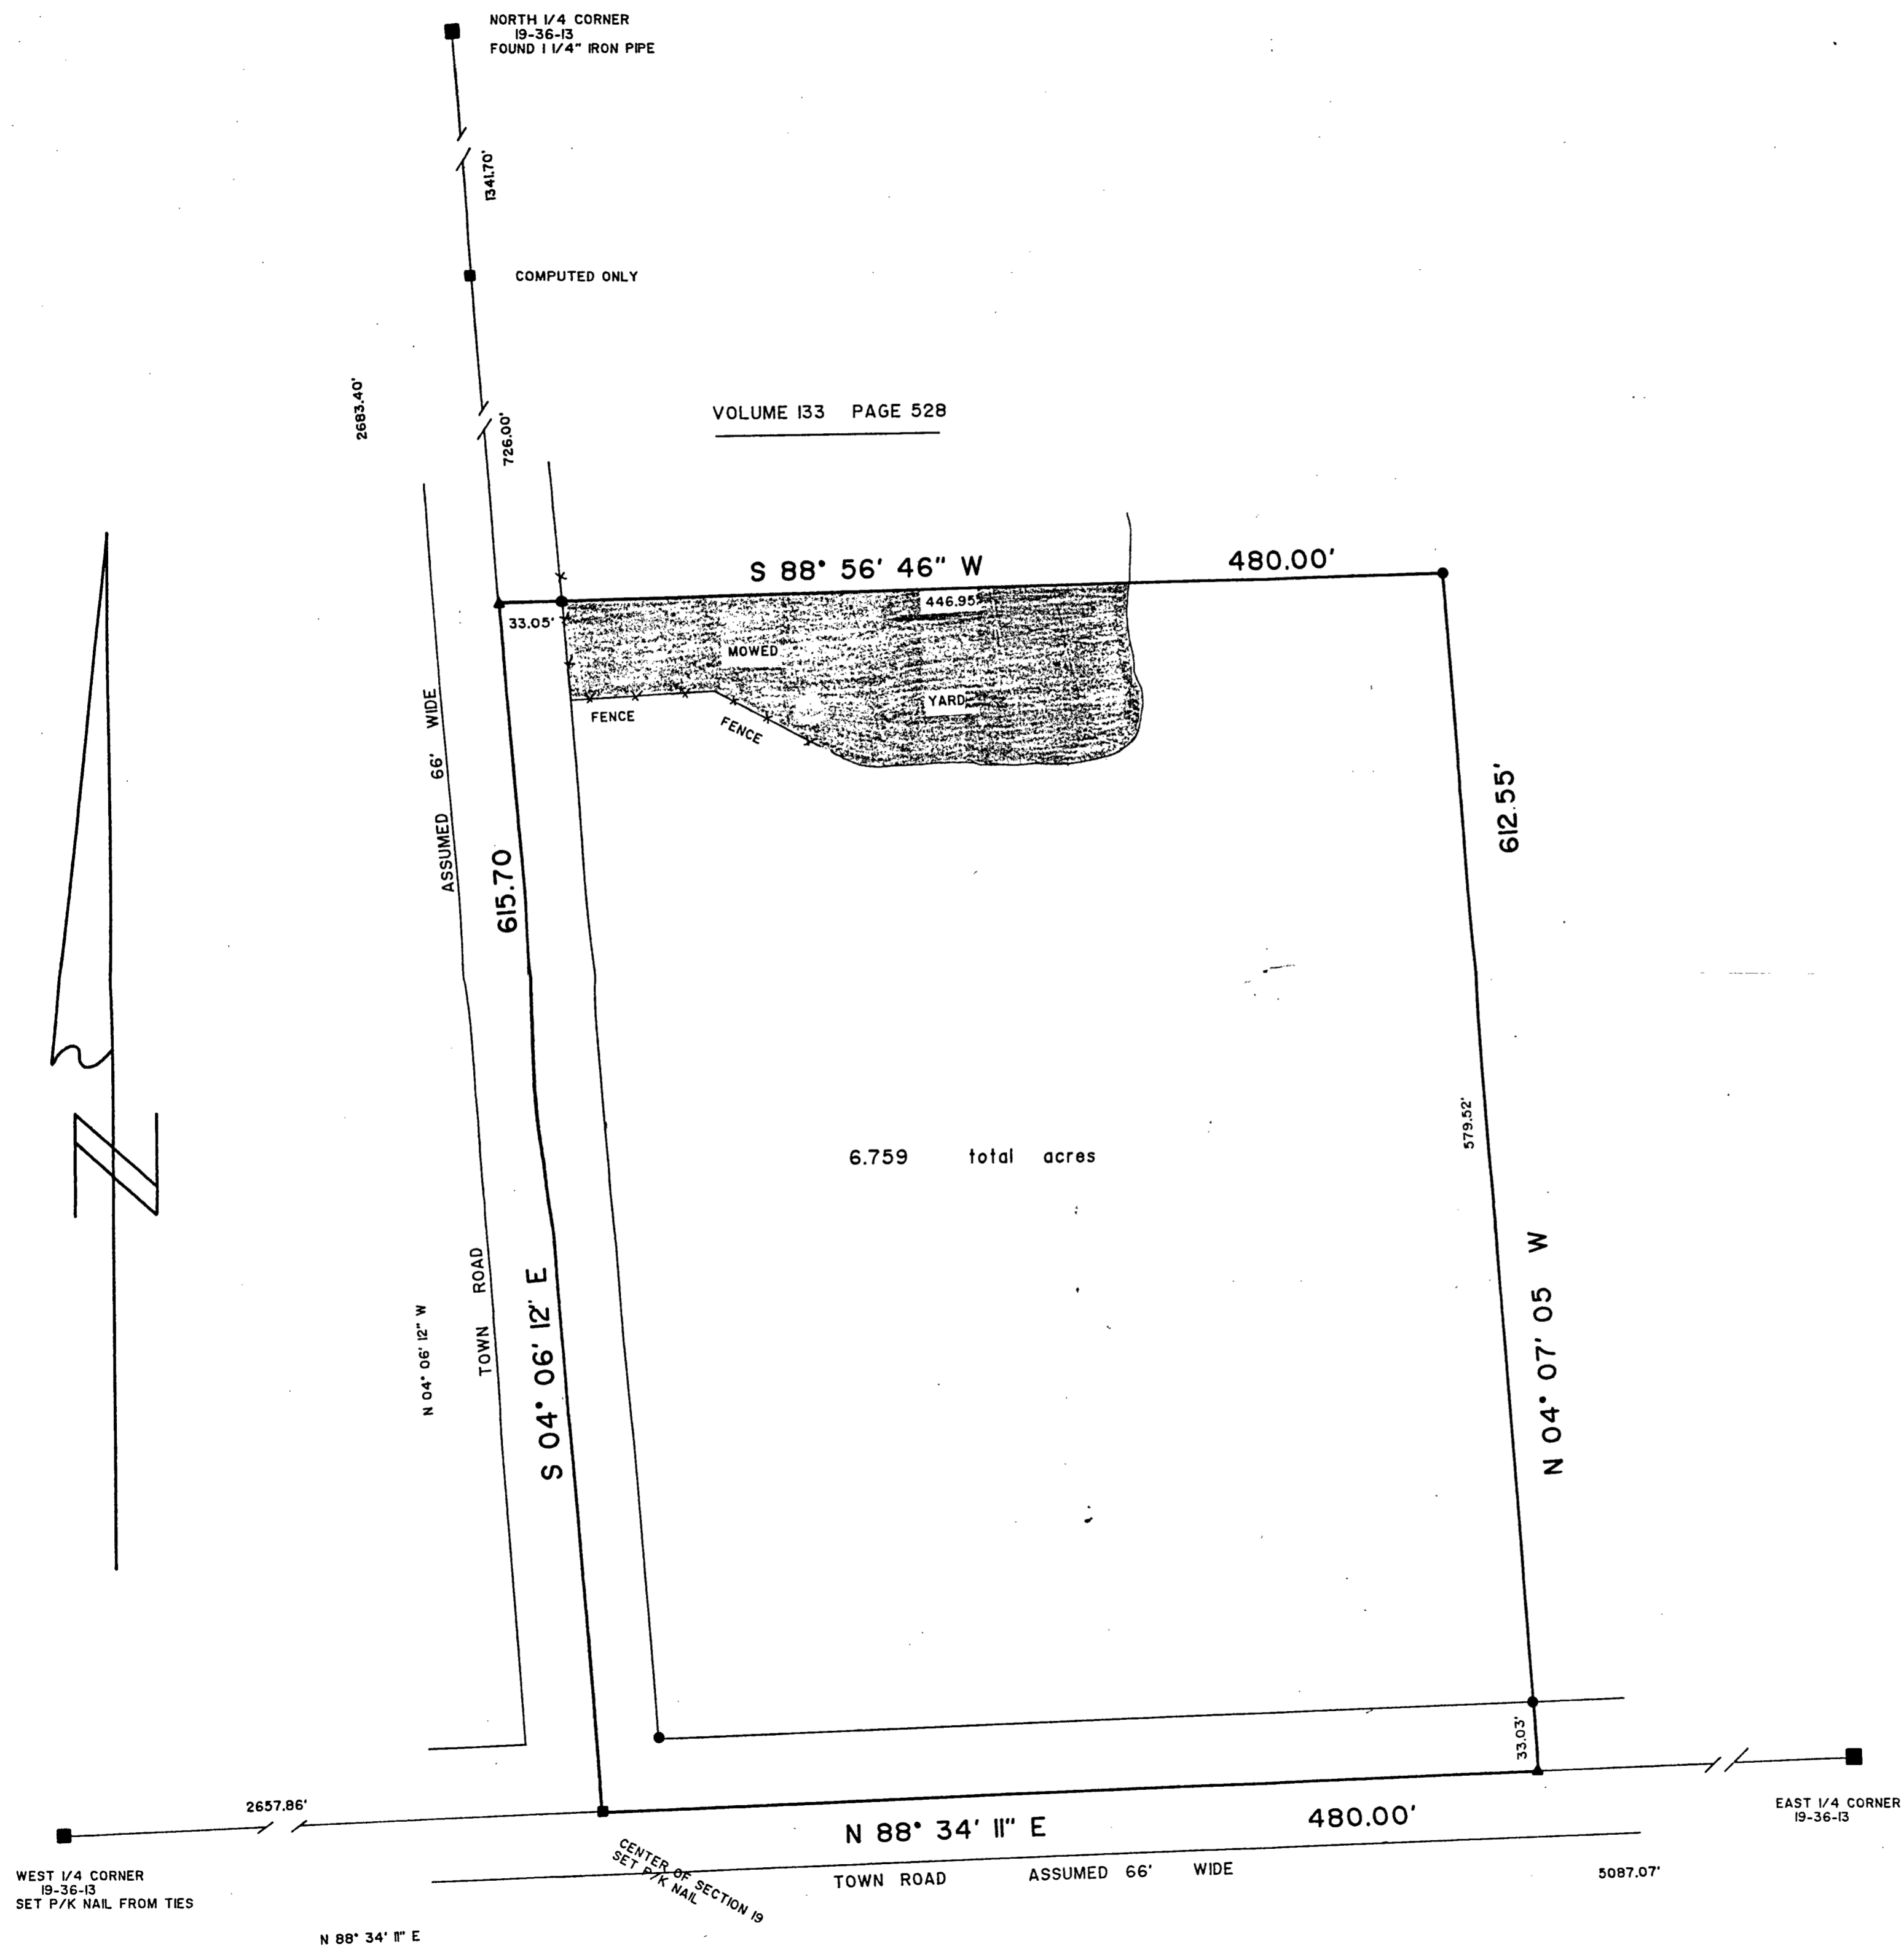 NORTH 1/4 CORNER
19-36-13
FOUND 1 1/4" IRON PIPE
1341.70'
COMPUTED ONLY
2683.40'
726.00'
VOLUME 133 PAGE 528
S 88° 56' 46" W 480.00'
33.05'
446.95'
MOWED
YARD
FENCE
FENCE
ASSUMED 66' WIDE
615.70
612.55'
579.52'
6.759 total acres
N
TOWN ROAD
S 04° 06' 12" E
N 04° 06' 12" W
N 04° 07' 05 W
33.03'
2657.86'
N 88° 34' 11" E 480.00'
EAST 1/4 CORNER
19-36-13
CENTER OF SECTION 19
SET P/K NAIL
TOWN ROAD ASSUMED 66' WIDE
5087.07'
WEST 1/4 CORNER
19-36-13
SET P/K NAIL FROM TIES
N 88° 34' 11" E